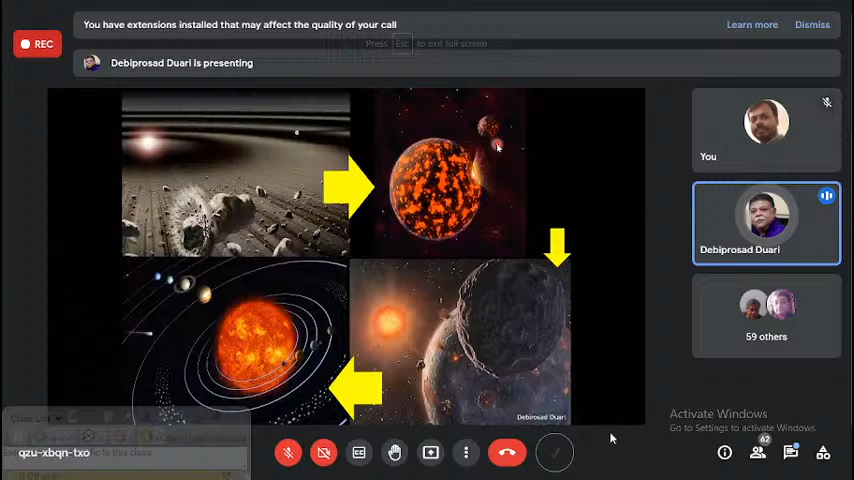 You have extensions installed that may affect the quality of your call
Learn more
Dismiss
REC
Press Esc to exit full screen
Debiprosad Duari is presenting
You
Debiprosad Duari
59 others
Debirosad Duari
Activate Windows
Go to Settings to activate Windows.
Class List
qzu-xbqn-txo
62